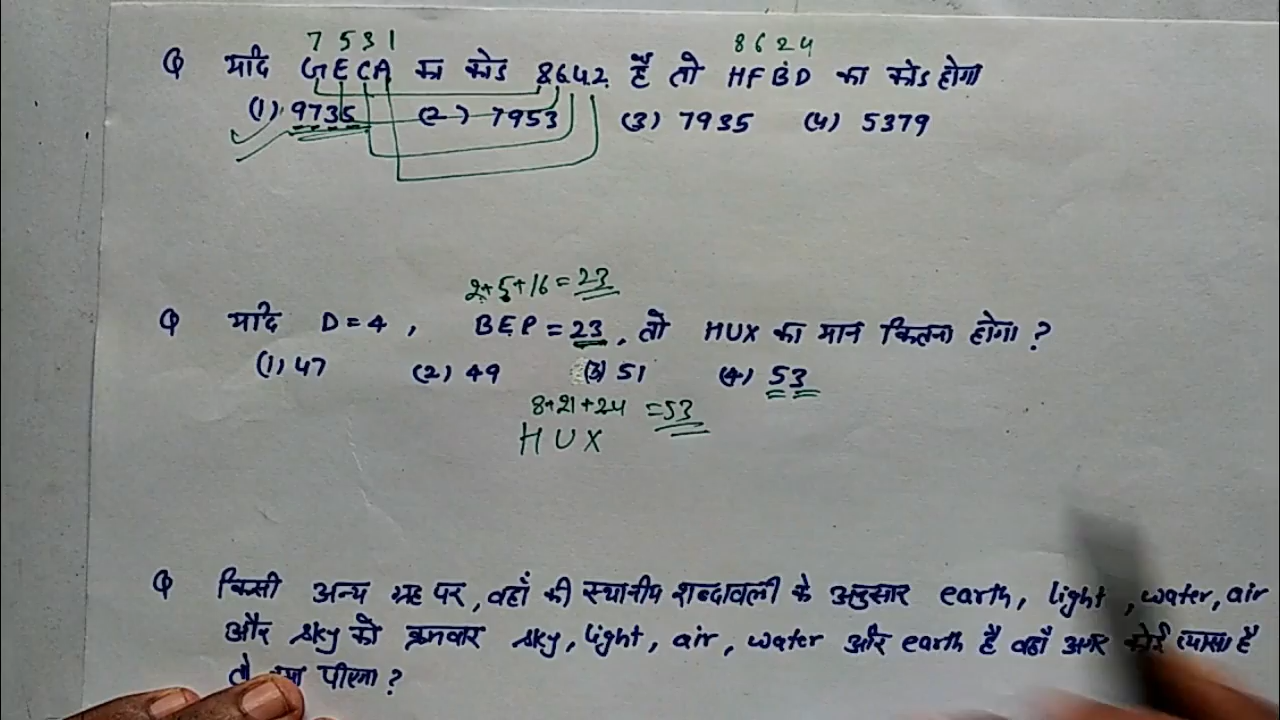 7 5 3 1 8 6 2 4
Q यदि GECA का कोड 8642 है तो HFBD का कोड होगा
(1) 9735 (2) 7953 (3) 7935 (4) 5379
2+5+16=23
Q यदि D=4, BEP=23, तो HUX का मान कितना होगा?
(1) 47 (2) 49 (3) 51 (4) 53
8+21+24 =53
HUX
Q किसी अन्य ग्रह पर, वहाँ की स्थानीय शब्दावली के अनुसार earth, light, water, air
और sky को क्रमवार sky, light, air, water और earth है वहाँ अगर कोई प्यासा है
तो पीएगा?